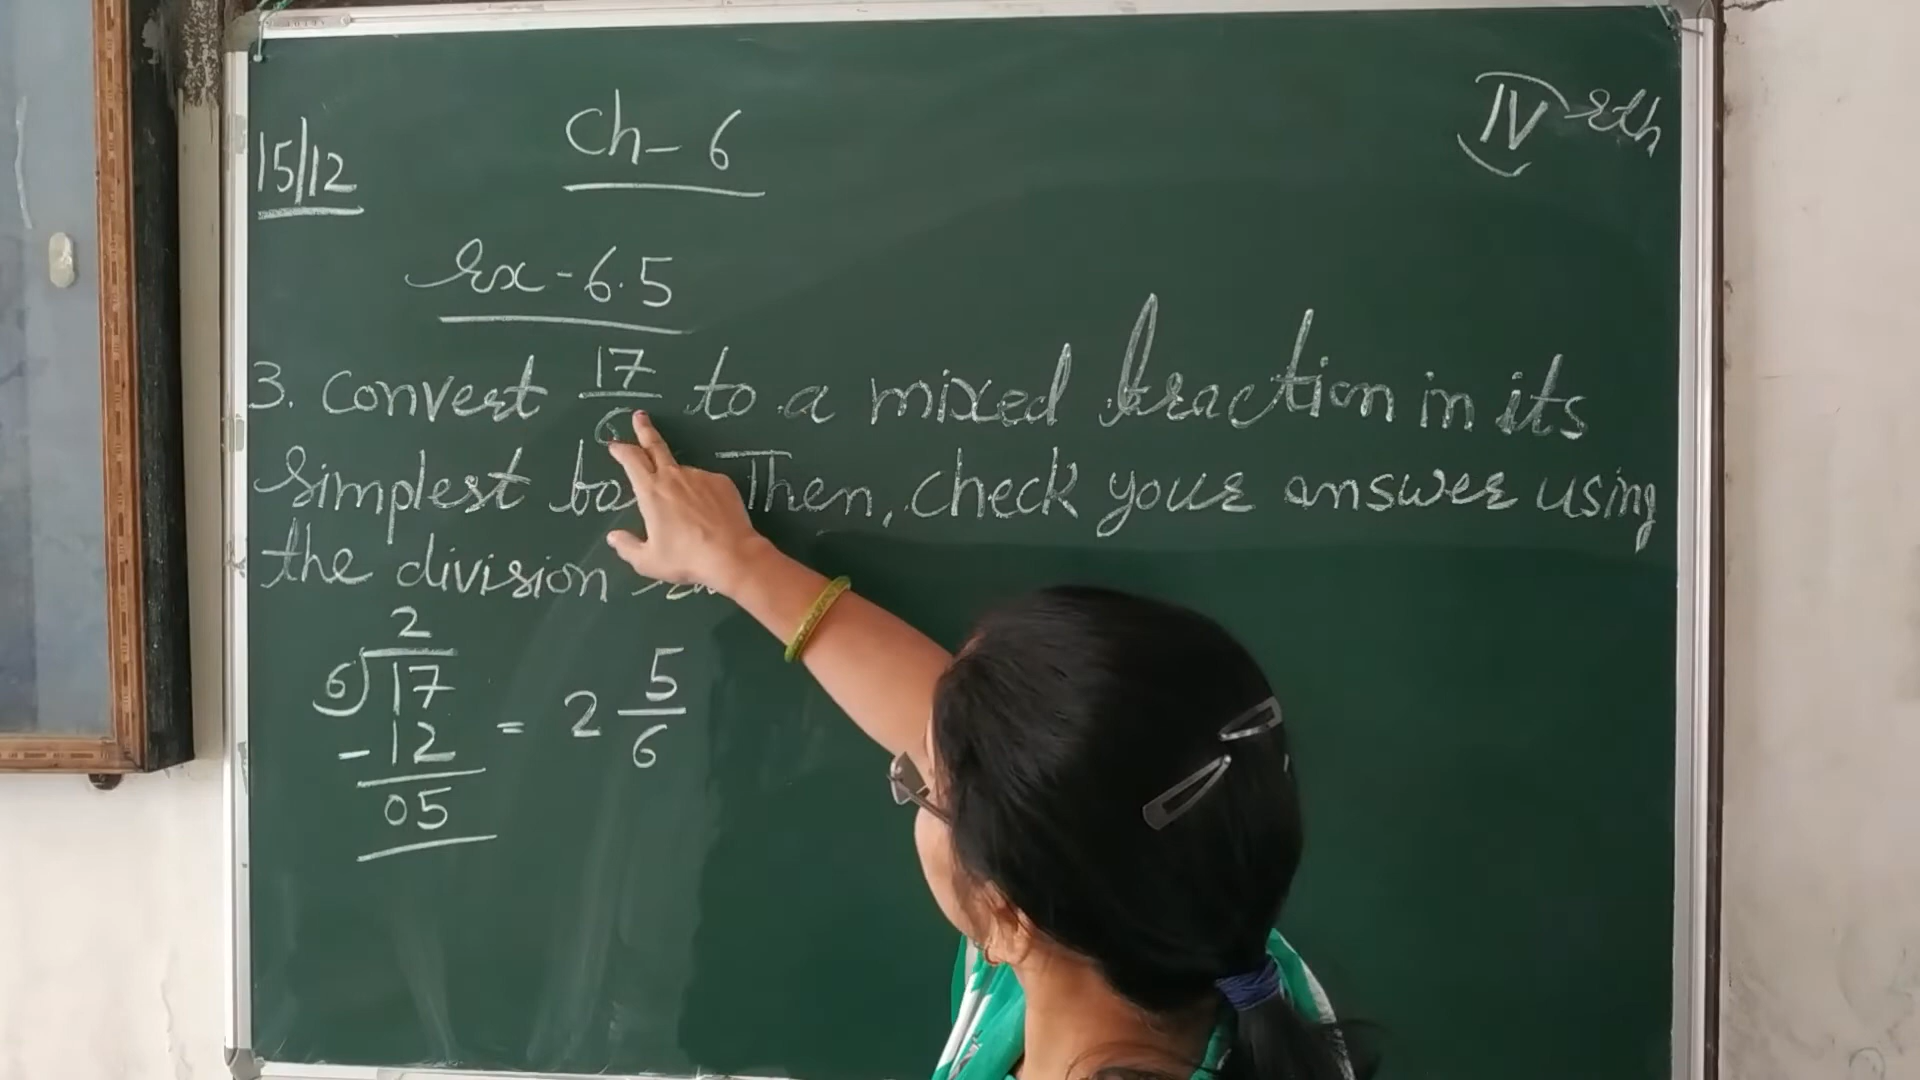 15/12
Ch- 6
IV th
Ex - 6.5
3. Convert 17/6 to a mixed fraction in its
simplest Then, check your answer using
the division
2
6)17
- 12 = 2 5/6
05